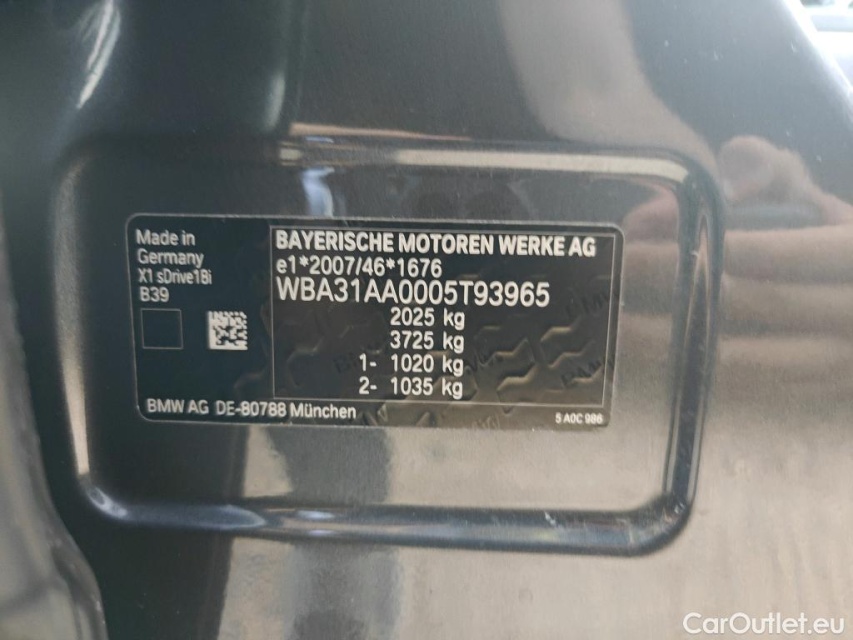 Made in
Germany
X1 sDrive18i
B39
BAYERISCHE MOTOREN WERKE AG
e1*2007/46*1676
WBA31AA0005T93965
2025 kg
3725 kg
1- 1020 kg
2- 1035 kg
BMW AG DE-80788 München
5 A0C 986
CarOutlet.eu